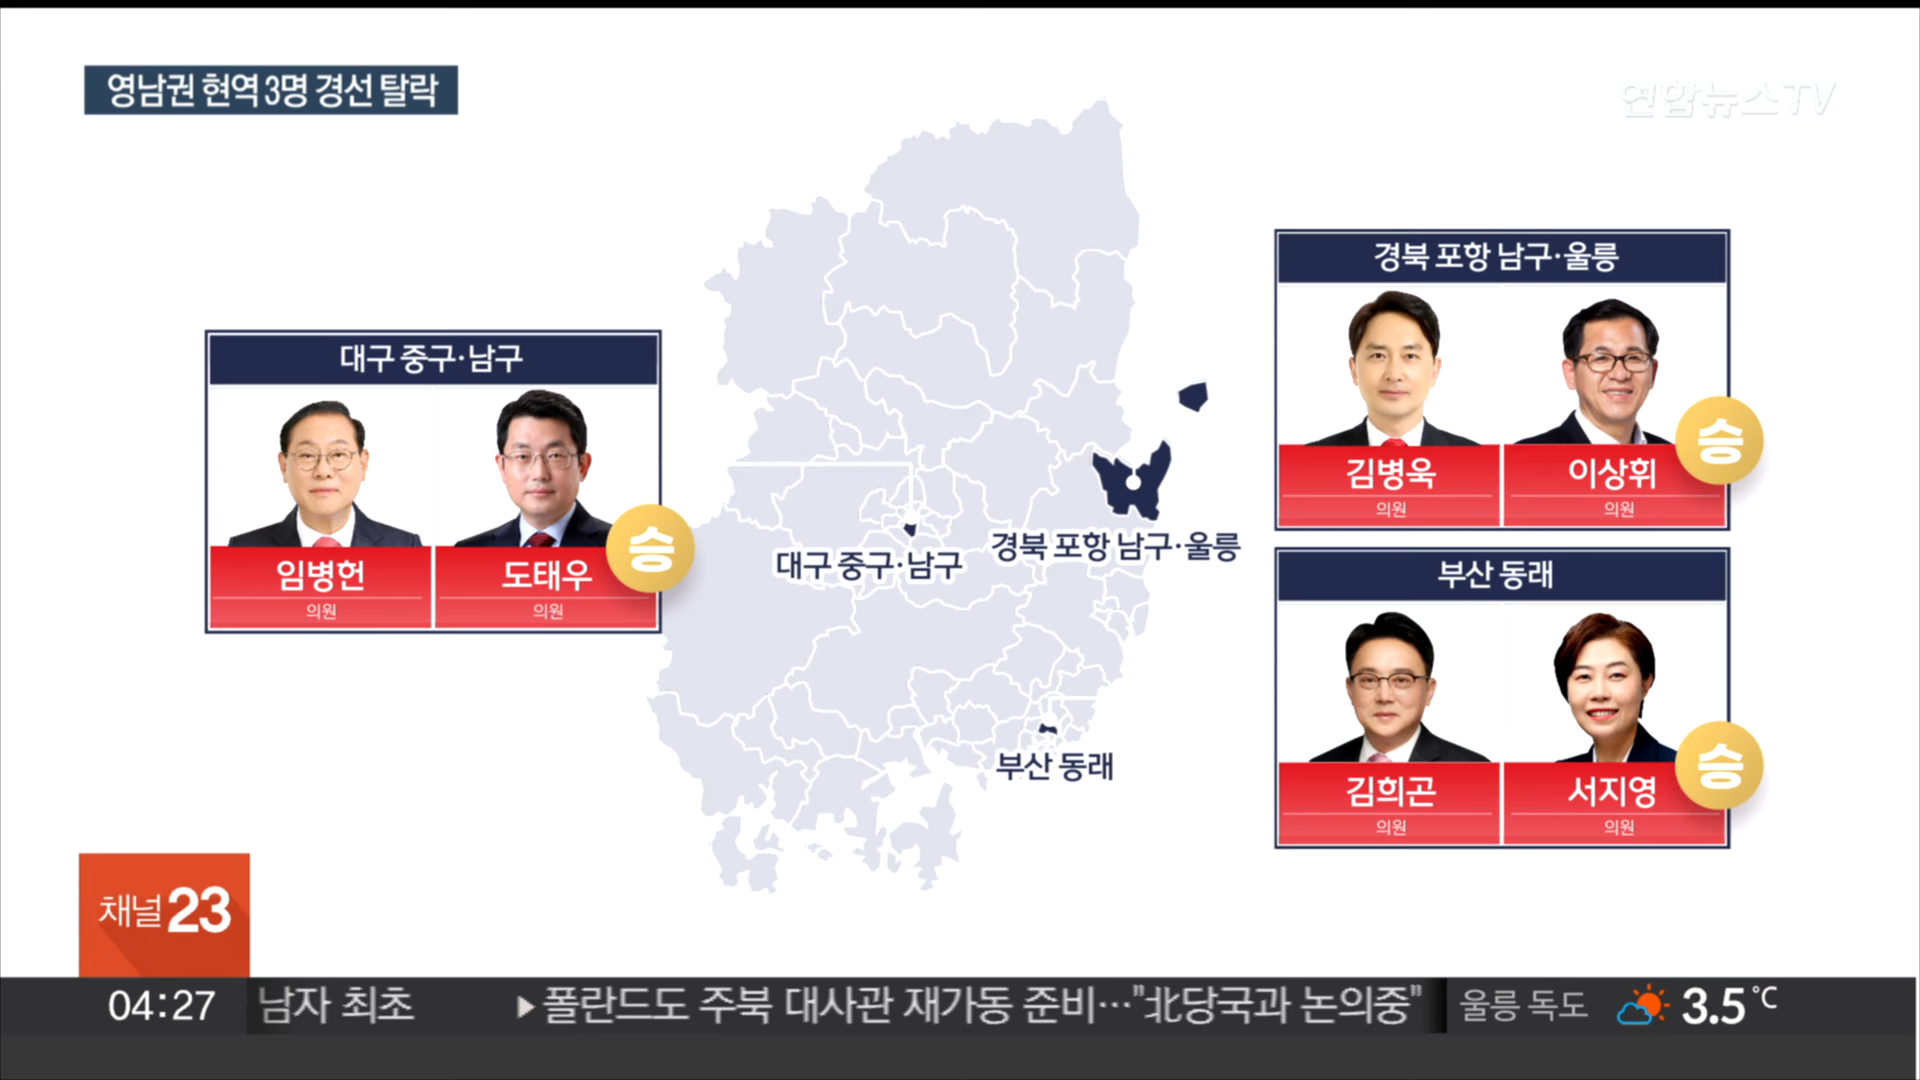 영남권 현역 3명 경선 탈락
연합뉴스TV
대구 중구·남구
임병헌
의원
도태우
의원
승
경북 포항 남구·울릉
김병욱
의원
이상휘
의원
승
부산 동래
김희곤
의원
서지영
의원
승
대구 중구·남구
경북 포항 남구·울릉
부산 동래
채널 23
04:27
남자 최초
▶폴란드도 주북 대사관 재가동 준비…"北당국과 논의중"
울릉 독도
3.5℃